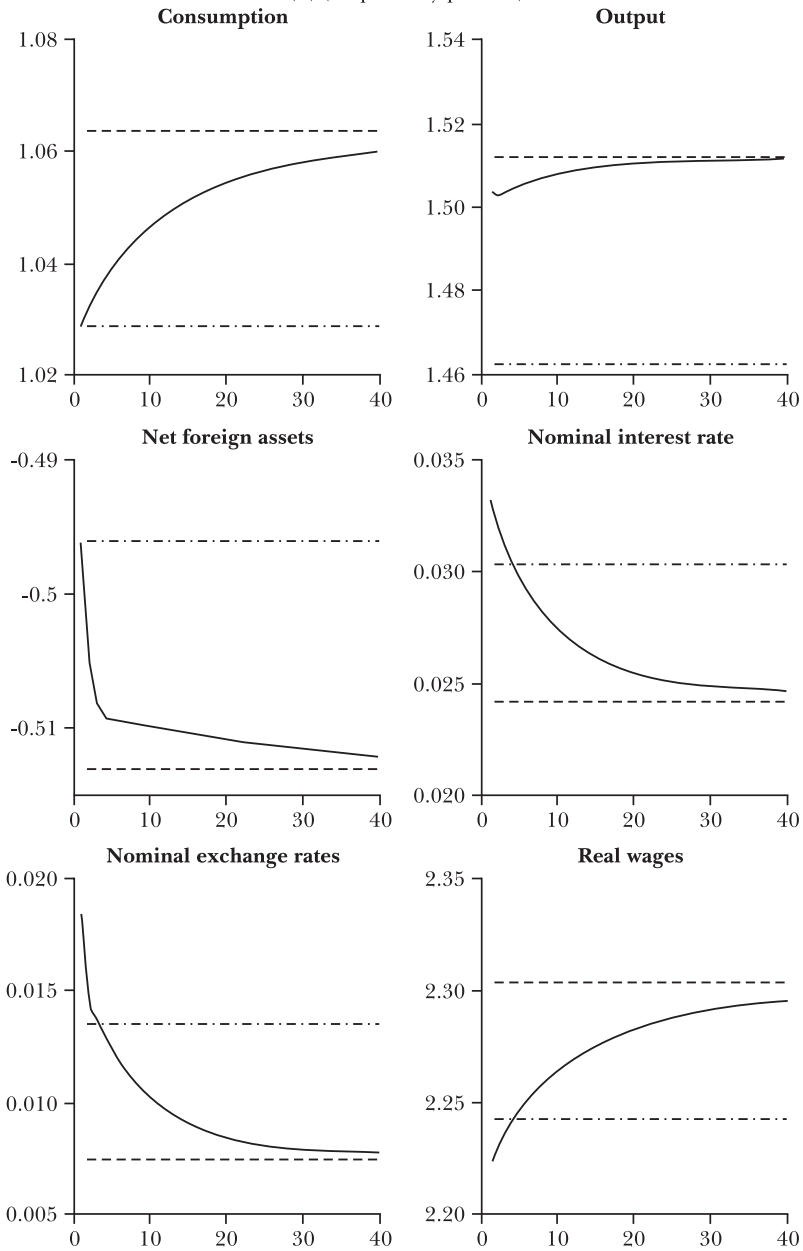 Consumption
1.08
1.06
1.04
1.02
0 10 20 30 40
Output
1.54
1.52
1.50
1.48
1.46
0 10 20 30 40
Net foreign assets
-0.49
-0.5
-0.51
0 10 20 30 40
Nominal interest rate
0.035
0.030
0.025
0.020
0 10 20 30 40
Nominal exchange rates
0.020
0.015
0.010
0.005
0 10 20 30 40
Real wages
2.35
2.30
2.25
2.20
0 10 20 30 40